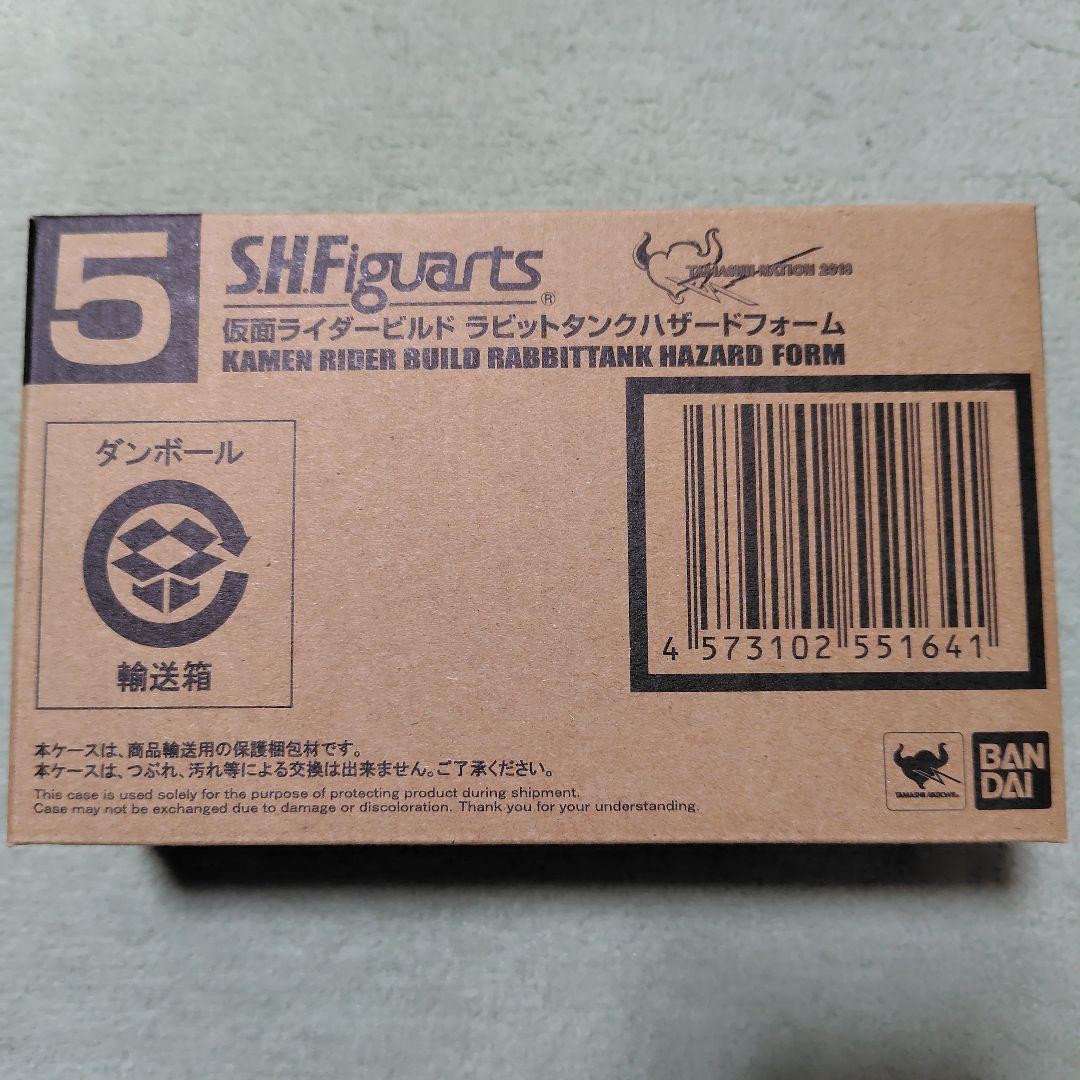 5
S.H.Figuarts®
TAMASHII NATION 2018
仮面ライダービルド ラビットタンクハザードフォーム
KAMEN RIDER BUILD RABBITTANK HAZARD FORM
ダンボール
輸送箱
4 573102 551641
本ケースは、商品輸送用の保護梱包材です。
本ケースは、つぶれ、汚れ等による交換は出来ません。ご了承ください。
This case is used solely for the purpose of protecting product during shipment.
Case may not be exchanged due to damage or discoloration. Thank you for your understanding.
TAMASHII NATIONS
BAN
DAI